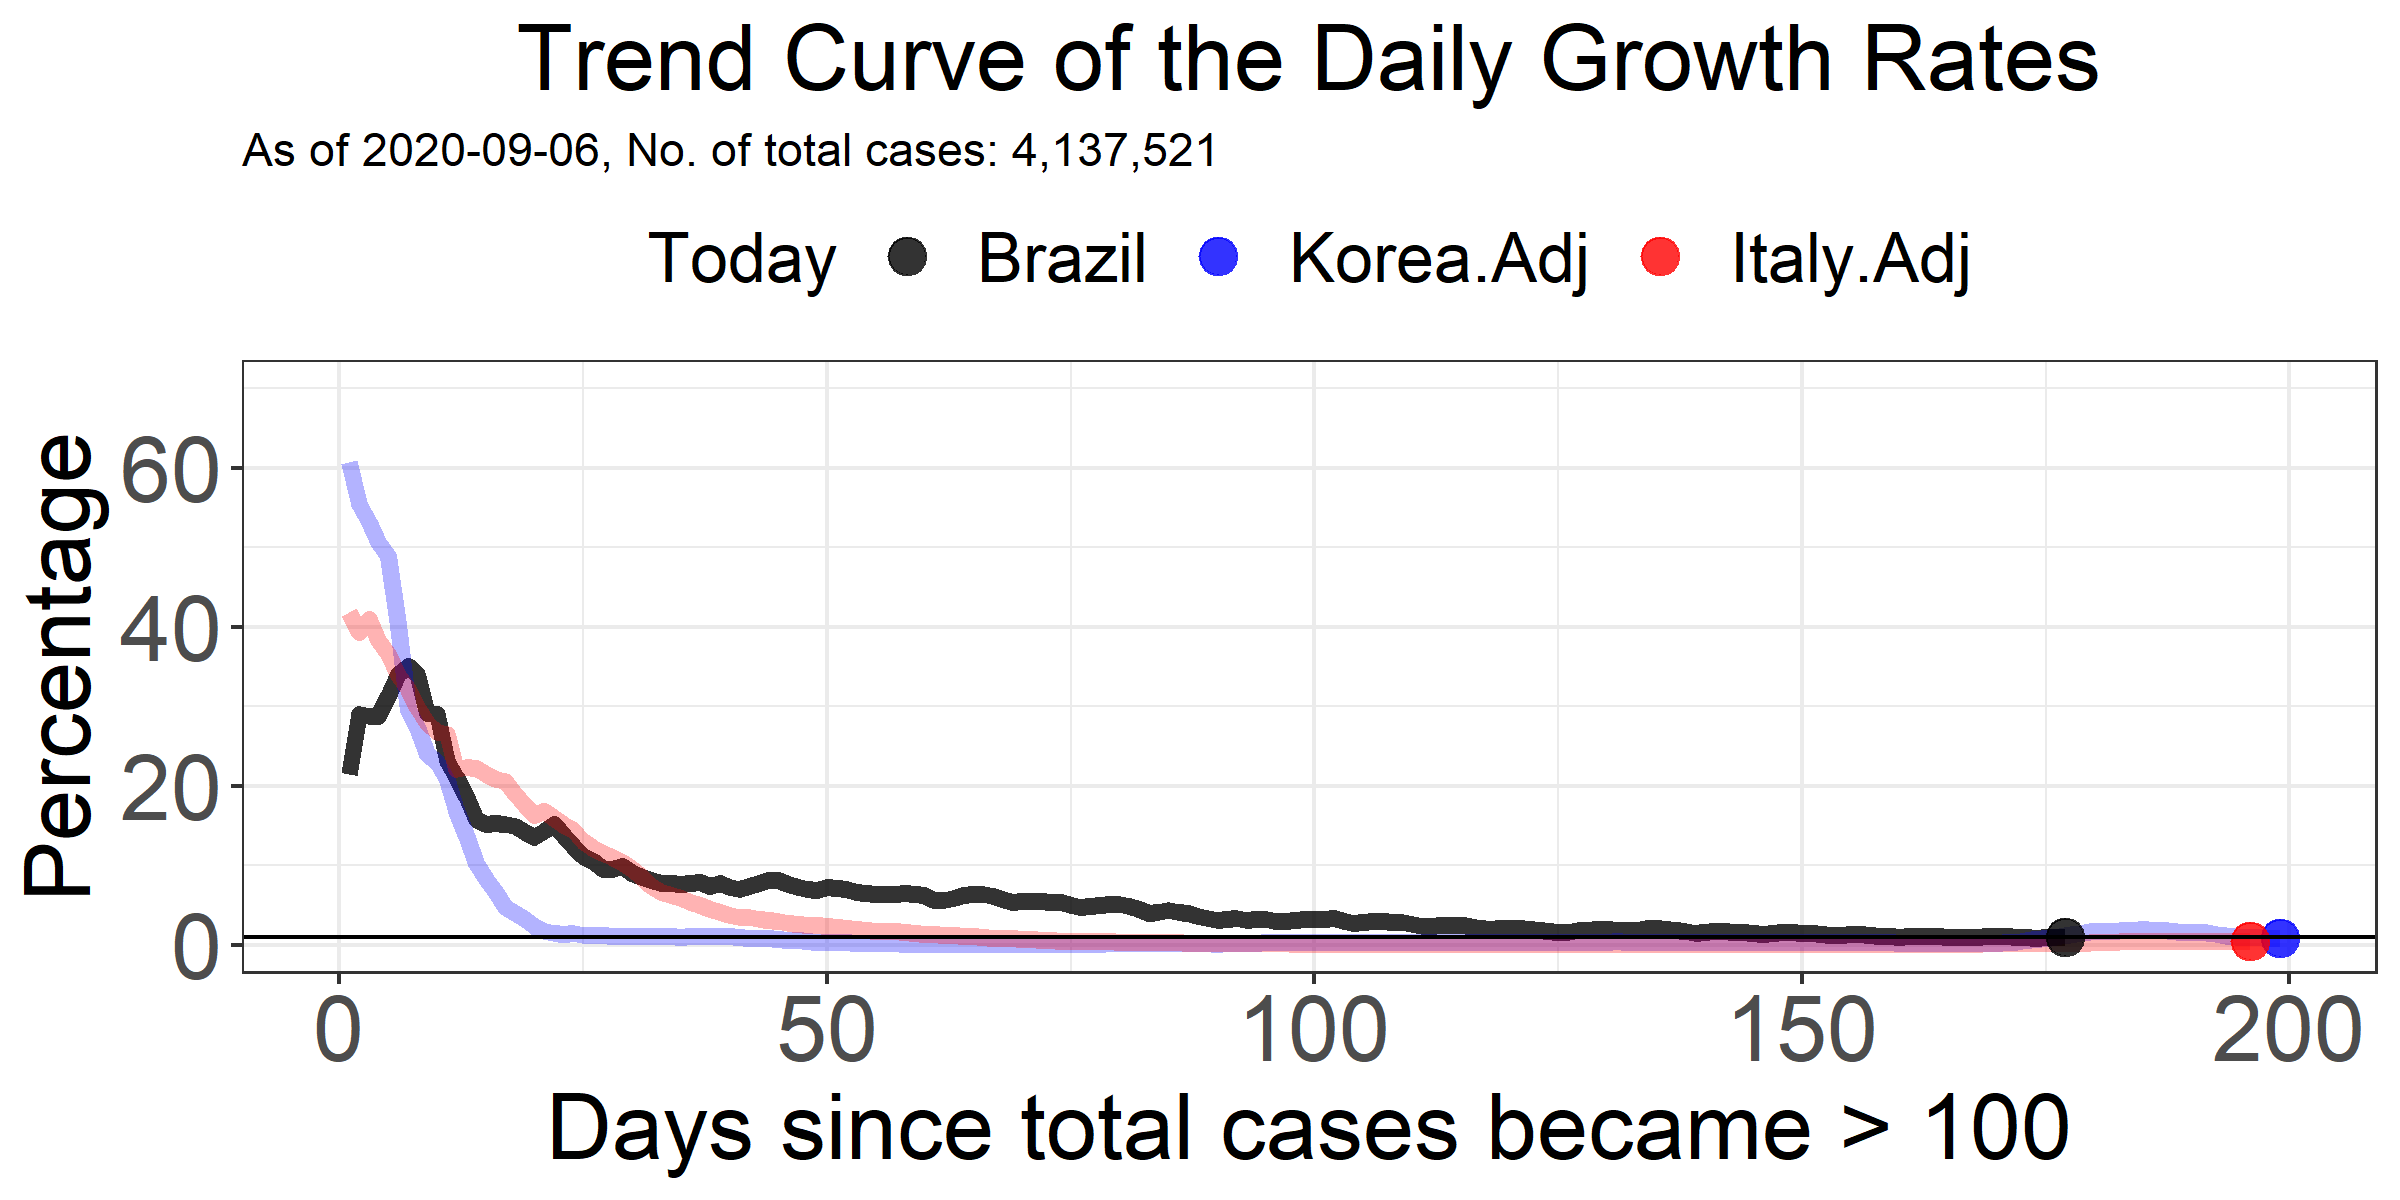 Trend Curve of the Daily Growth Rates
As of 2020-09-06, No. of total cases: 4,137,521
Today Brazil Korea.Adj Italy.Adj
Percentage
60
40
20
0
0 50 100 150 200
Days since total cases became > 100